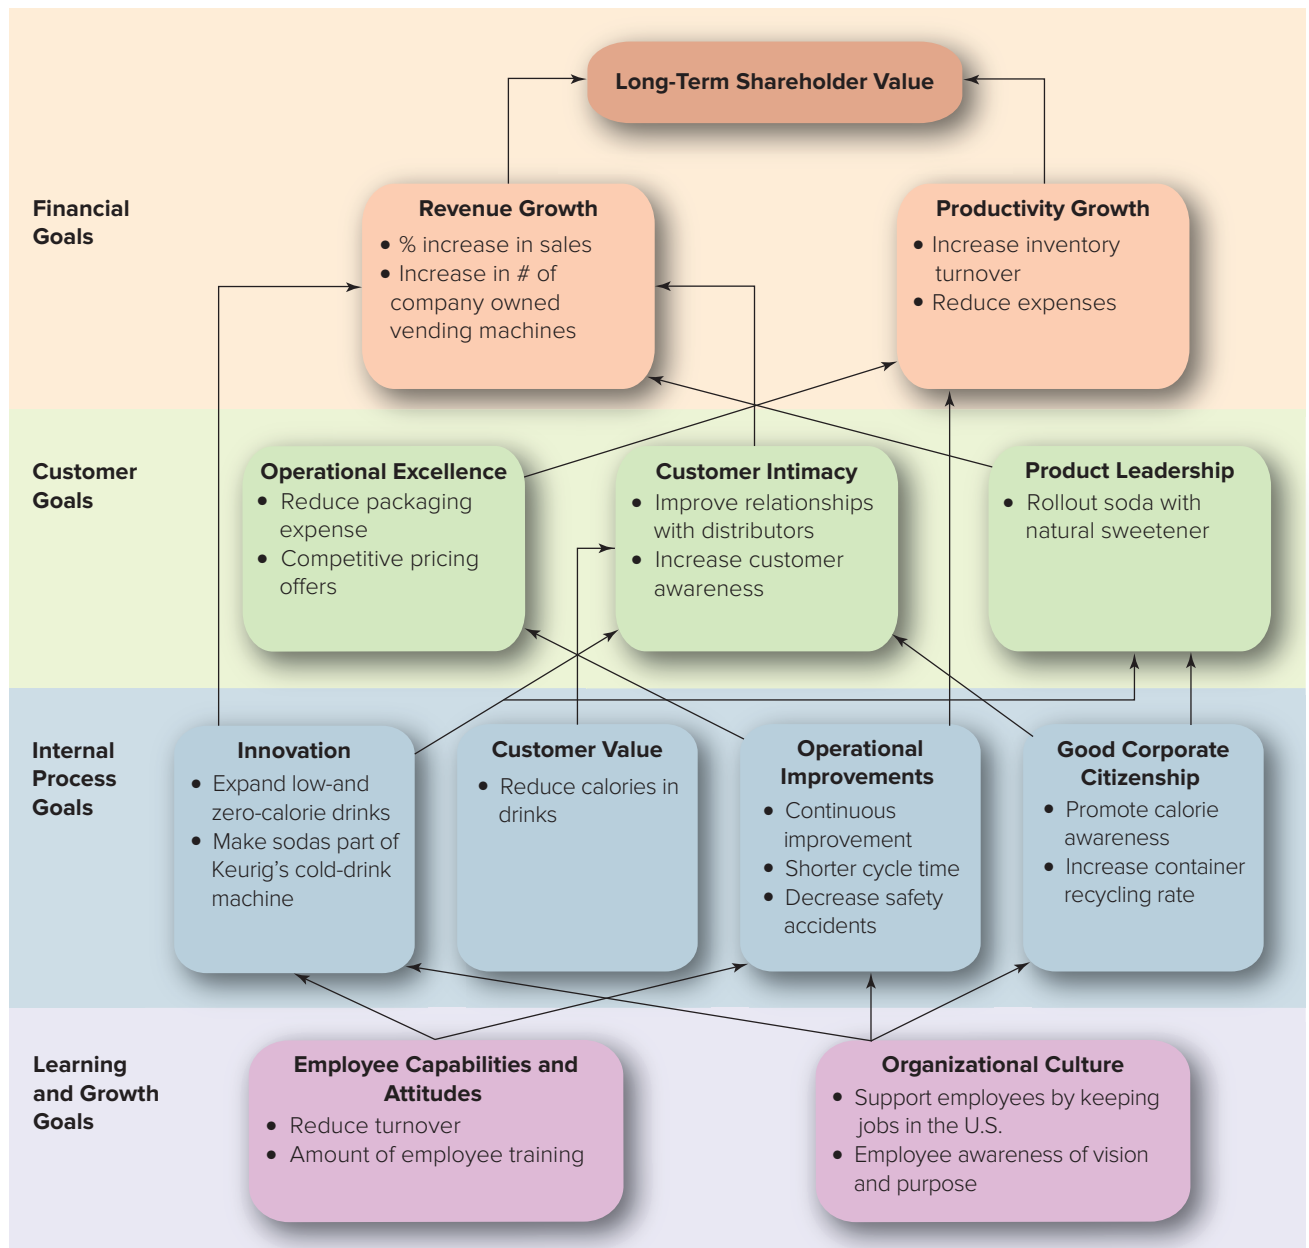 Long-Term Shareholder Value
Financial
Goals
Revenue Growth
• % increase in sales
• Increase in # of
company owned
vending machines
Productivity Growth
• Increase inventory
turnover
• Reduce expenses
Customer
Goals
Operational Excellence
• Reduce packaging
expense
• Competitive pricing
offers
Customer Intimacy
• Improve relationships
with distributors
• Increase customer
awareness
Product Leadership
• Rollout soda with
natural sweetener
Internal
Process
Goals
Innovation
• Expand low-and
zero-calorie drinks
• Make sodas part of
Keurig’s cold-drink
machine
Customer Value
• Reduce calories in
drinks
Operational
Improvements
• Continuous
improvement
• Shorter cycle time
• Decrease safety
accidents
Good Corporate
Citizenship
• Promote calorie
awareness
• Increase container
recycling rate
Learning
and Growth
Goals
Employee Capabilities and
Attitudes
• Reduce turnover
• Amount of employee training
Organizational Culture
• Support employees by keeping
jobs in the U.S.
• Employee awareness of vision
and purpose